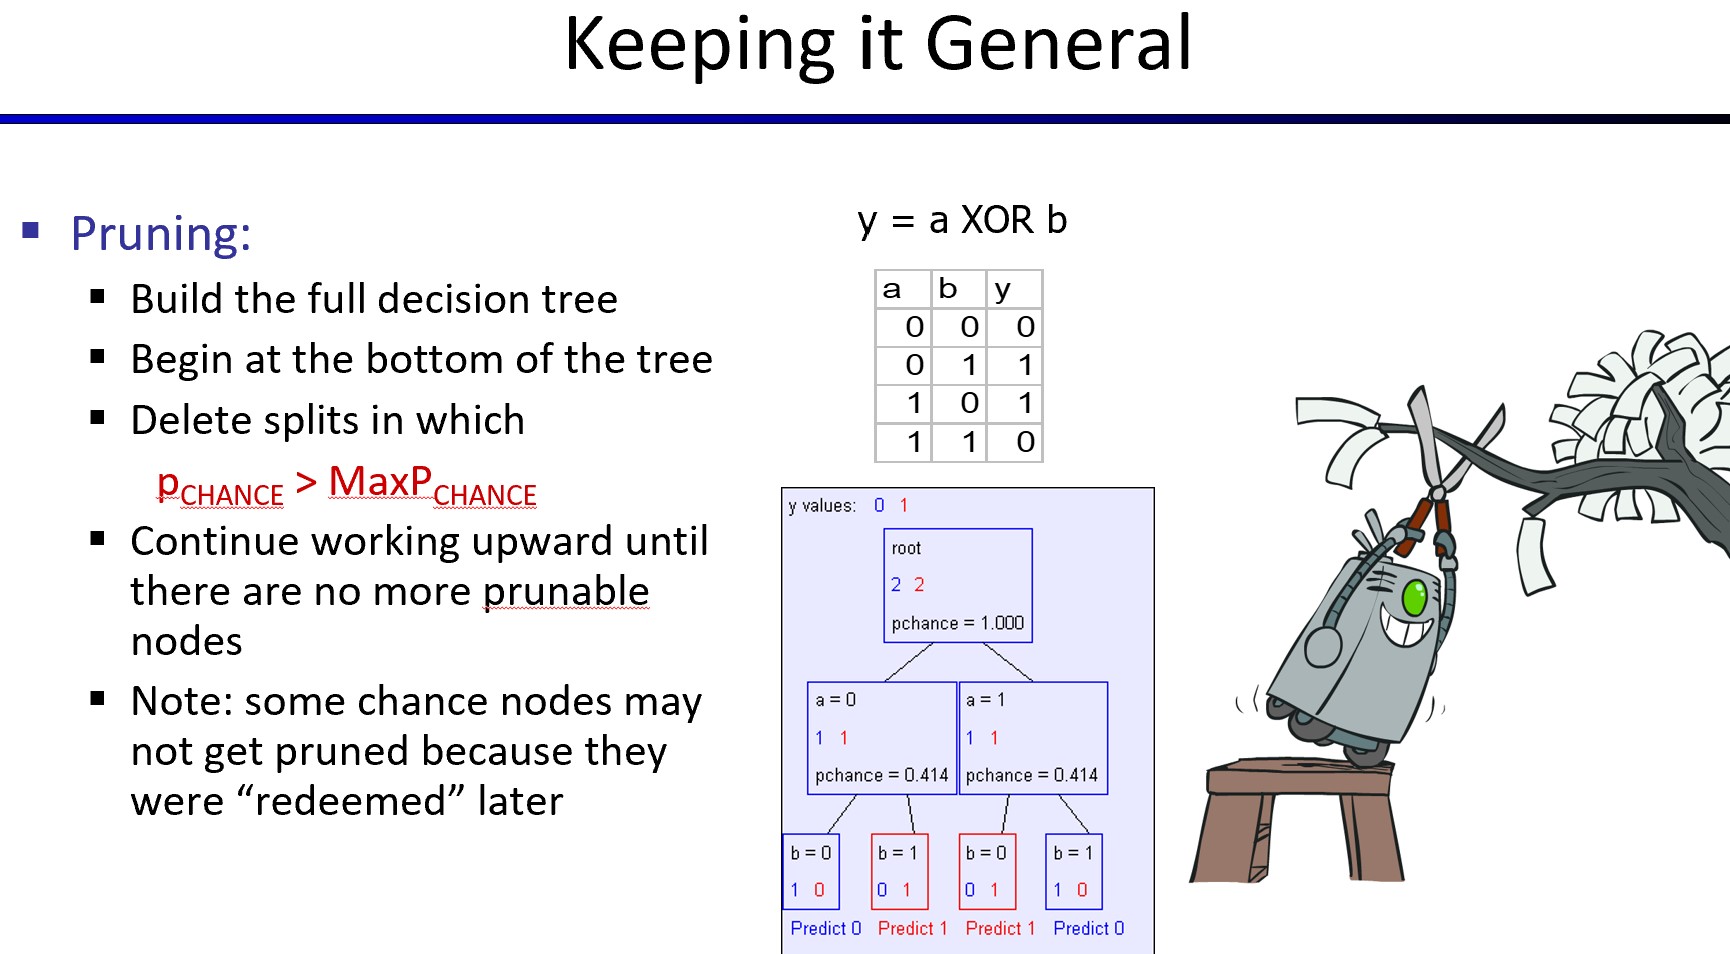 Keeping it General
Pruning:
Build the full decision tree
Begin at the bottom of the tree
Delete splits in which
pCHANCE > MaxPCHANCE
Continue working upward until
there are no more prunable
nodes
Note: some chance nodes may
not get pruned because they
were “redeemed” later
y = a XOR b
a b y
0 0 0
0 1 1
1 0 1
1 1 0
y values: 0 1
root
2 2
pchance = 1.000
a = 0
1 1
pchance = 0.414
a = 1
1 1
pchance = 0.414
b = 0
1 0
Predict 0
b = 1
0 1
Predict 1
b = 0
0 1
Predict 1
b = 1
1 0
Predict 0